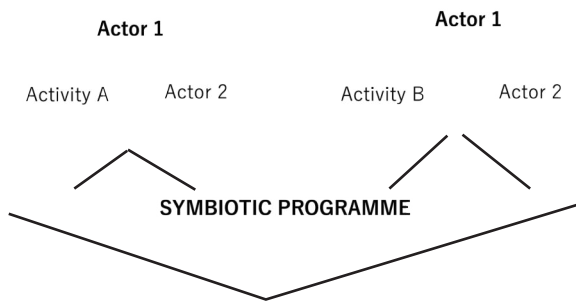 Actor 1
Actor 1
Activity A
Actor 2
Activity B
Actor 2
SYMBIOTIC PROGRAMME